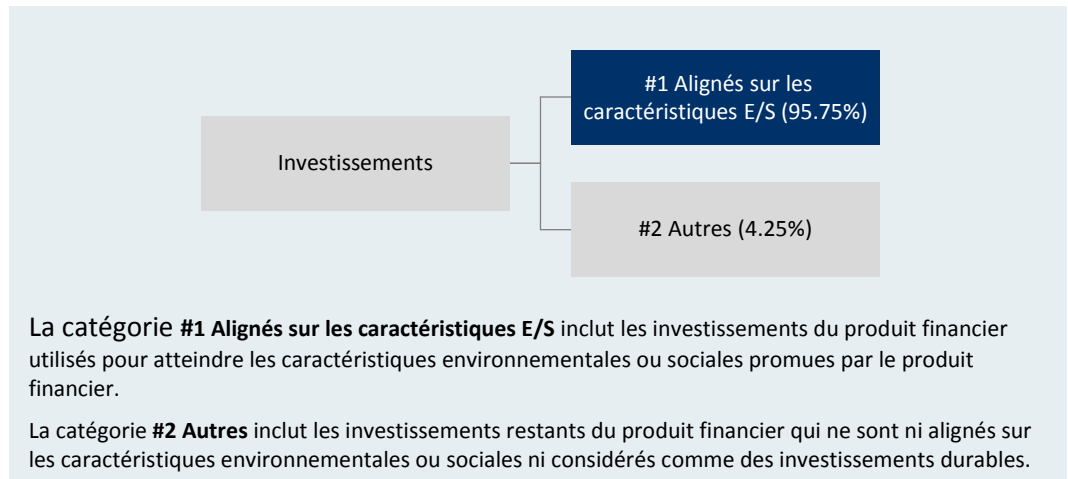 #1 Alignés sur les
caractéristiques E/S (95.75%)
Investissements
#2 Autres (4.25%)
La catégorie #1 Alignés sur les caractéristiques E/S inclut les investissements du produit financier
utilisés pour atteindre les caractéristiques environnementales ou sociales promues par le produit
financier.
La catégorie #2 Autres inclut les investissements restants du produit financier qui ne sont ni alignés sur
les caractéristiques environnementales ou sociales ni considérés comme des investissements durables.